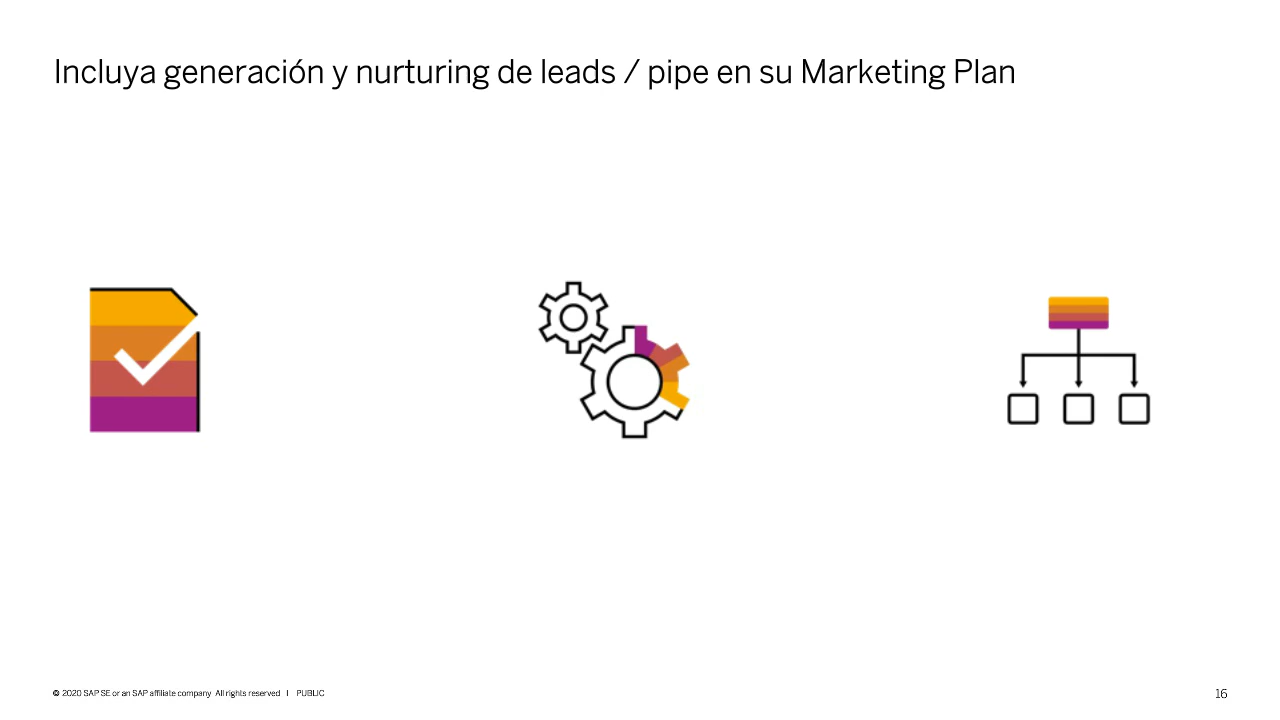 Incluya generación y nurturing de leads / pipe en su Marketing Plan
© 2020 SAP SE or an SAP affiliate company All rights reserved I PUBLIC
16